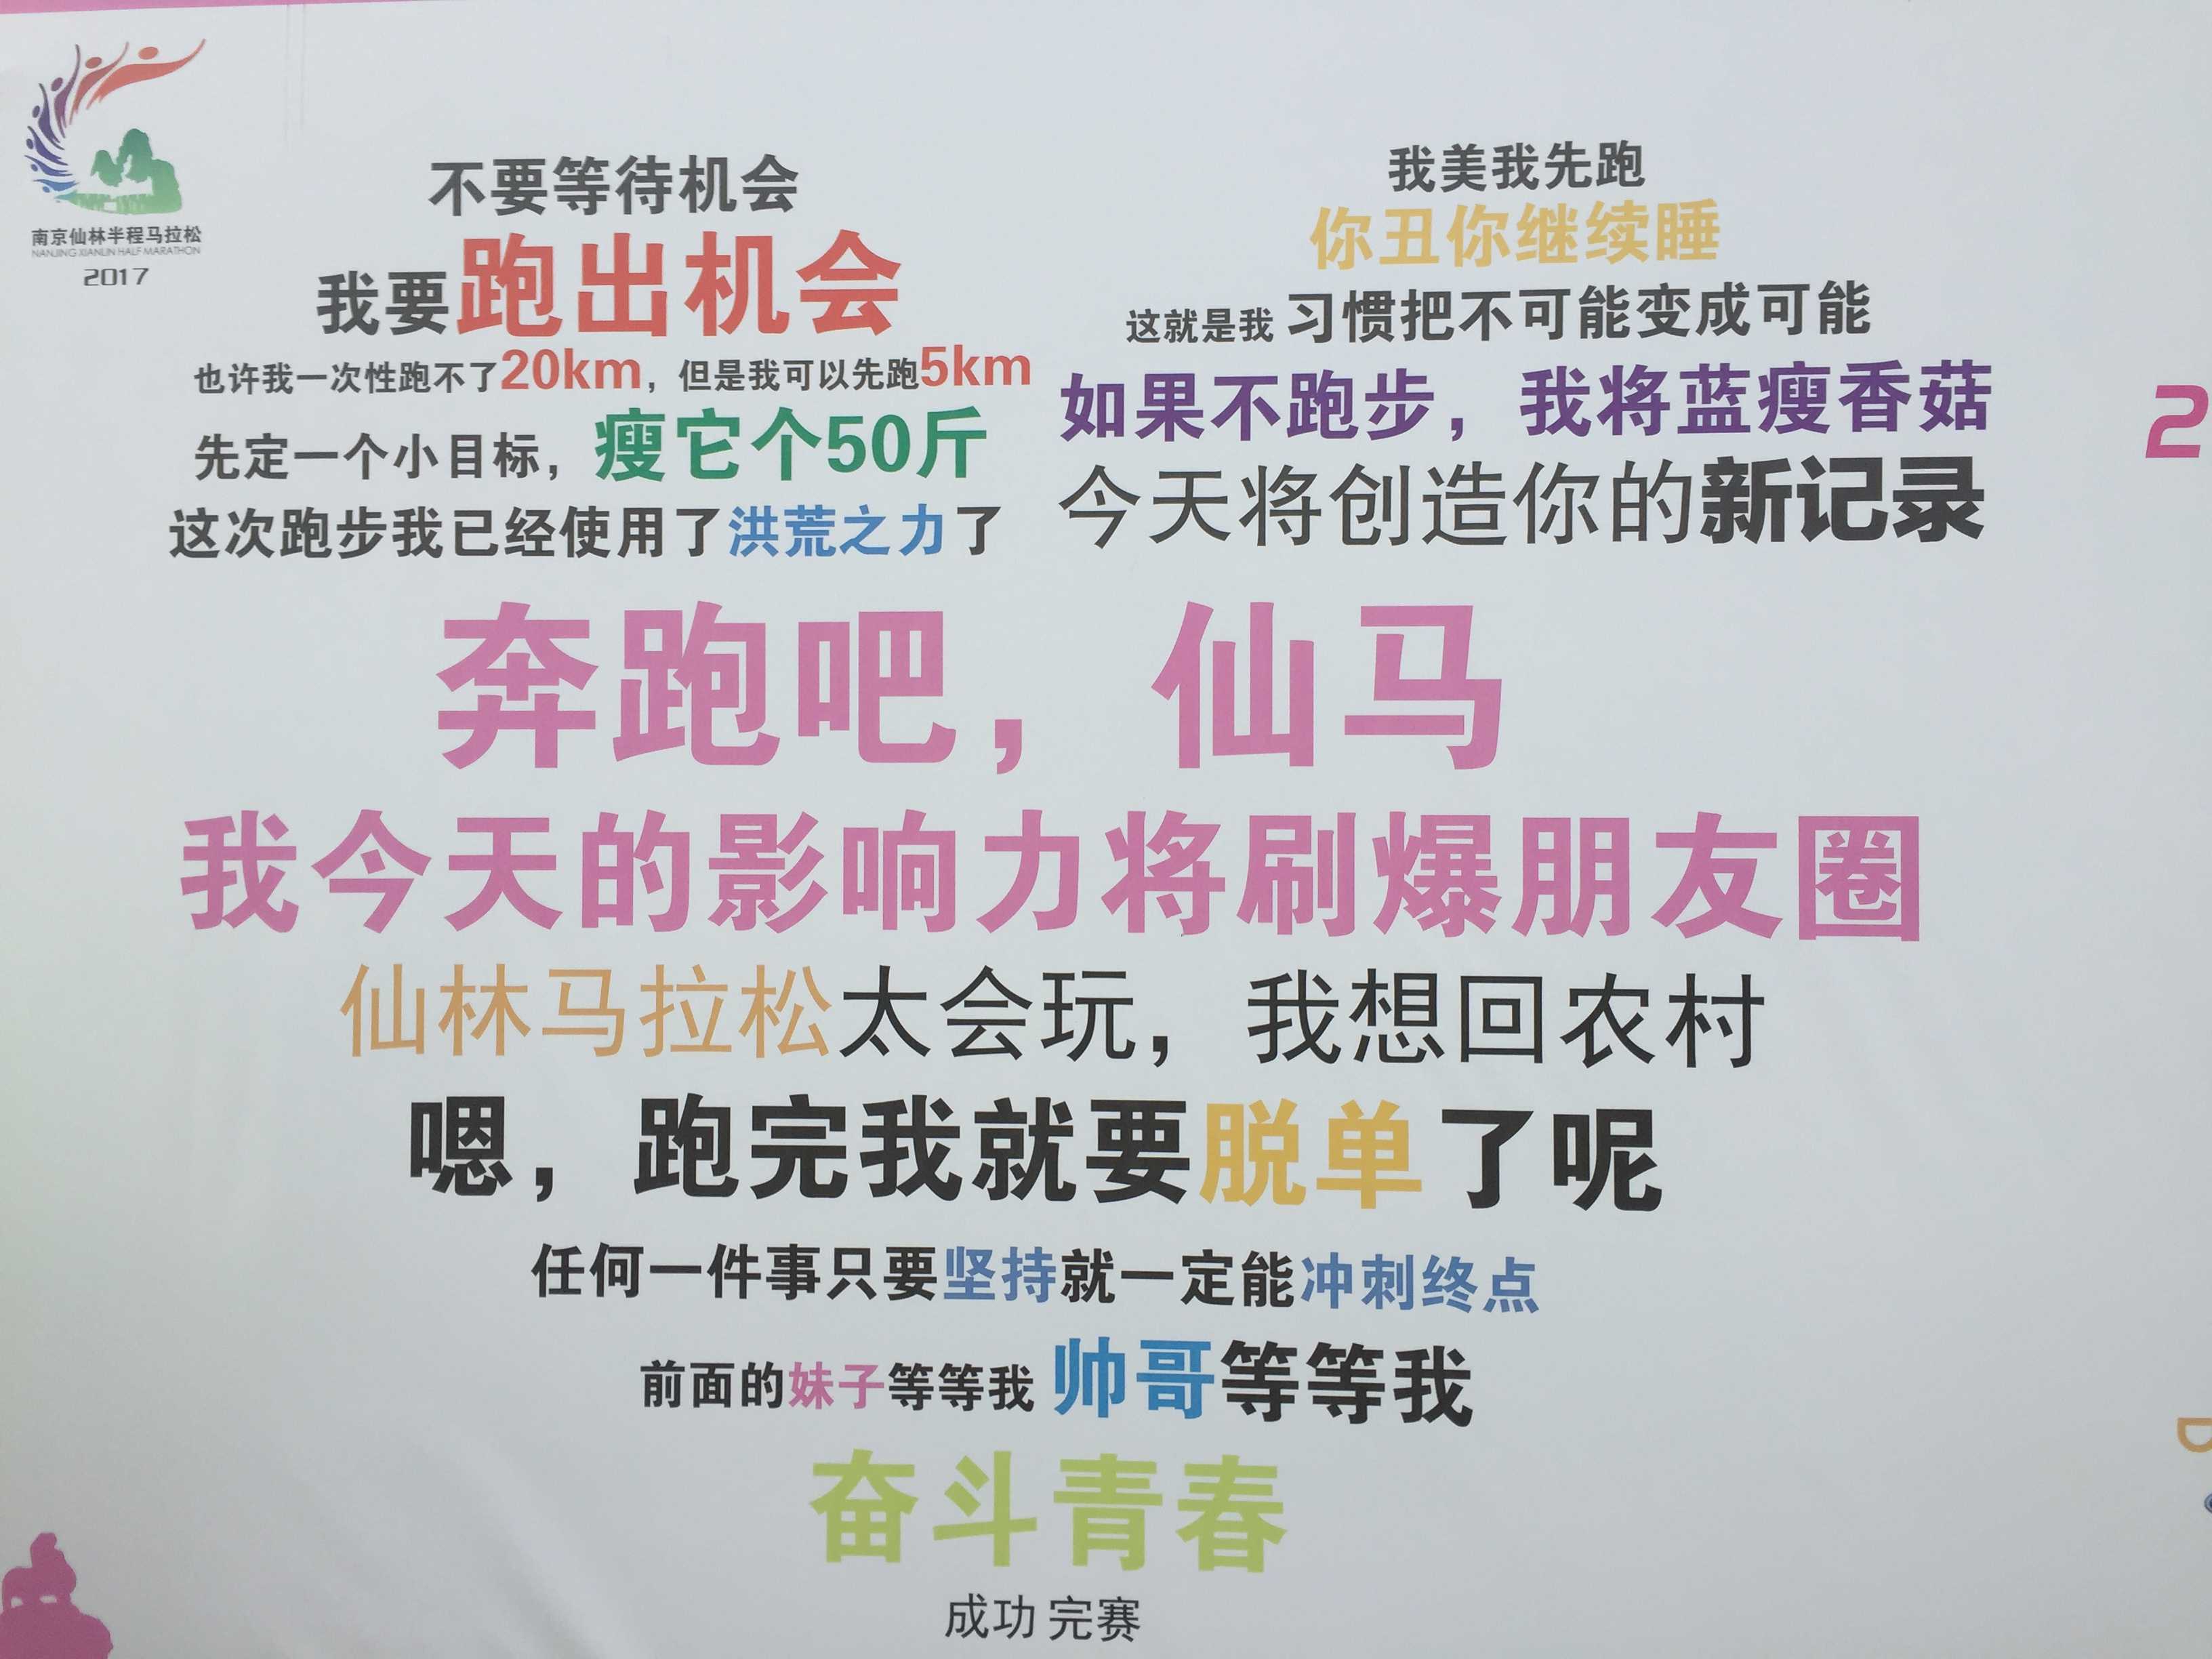 南京仙林半程马拉松
NANJING XIANLIN HALF MARATHON
2017
不要等待机会
我要跑出机会
也许我一次性跑不了20km，但是我可以先跑5km
先定一个小目标，瘦它个50斤
这次跑步我已经使用了洪荒之力了
我美我先跑
你丑你继续睡
这就是我 习惯把不可能变成可能
如果不跑步，我将蓝瘦香菇
今天将创造你的新记录
2
奔跑吧，仙马
我今天的影响力将刷爆朋友圈
仙林马拉松太会玩，我想回农村
嗯，跑完我就要脱单了呢
任何一件事只要坚持就一定能冲刺终点
前面的妹子等等我 帅哥等等我
奋斗青春
成功 完赛